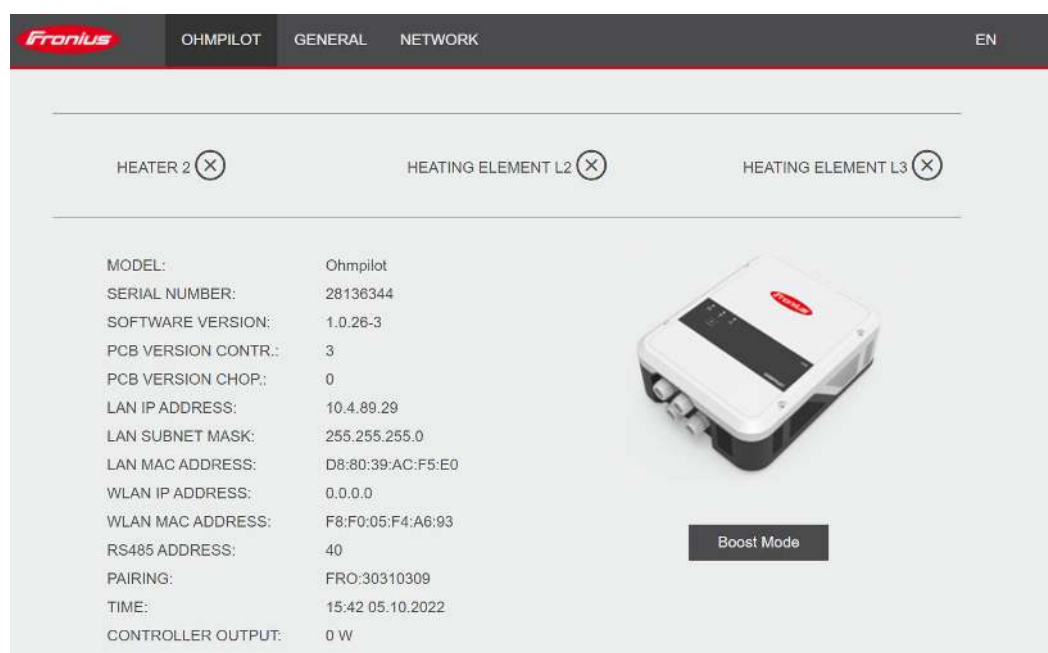 Fronius OHMPILOT GENERAL NETWORK EN
HEATER 2 HEATING ELEMENT L2 HEATING ELEMENT L3
MODEL: Ohmpilot
SERIAL NUMBER: 28136344
SOFTWARE VERSION: 1.0.26-3
PCB VERSION CONTR.: 3
PCB VERSION CHOP.: 0
LAN IP ADDRESS: 10.4.89.29
LAN SUBNET MASK: 255.255.255.0
LAN MAC ADDRESS: D8:80:39:AC:F5:E0
WLAN IP ADDRESS: 0.0.0.0
WLAN MAC ADDRESS: F8:F0:05:F4:A6:93
RS485 ADDRESS: 40
PAIRING: FRO:30310309
TIME: 15:42 05.10.2022
CONTROLLER OUTPUT: 0 W
Fronius
Boost Mode